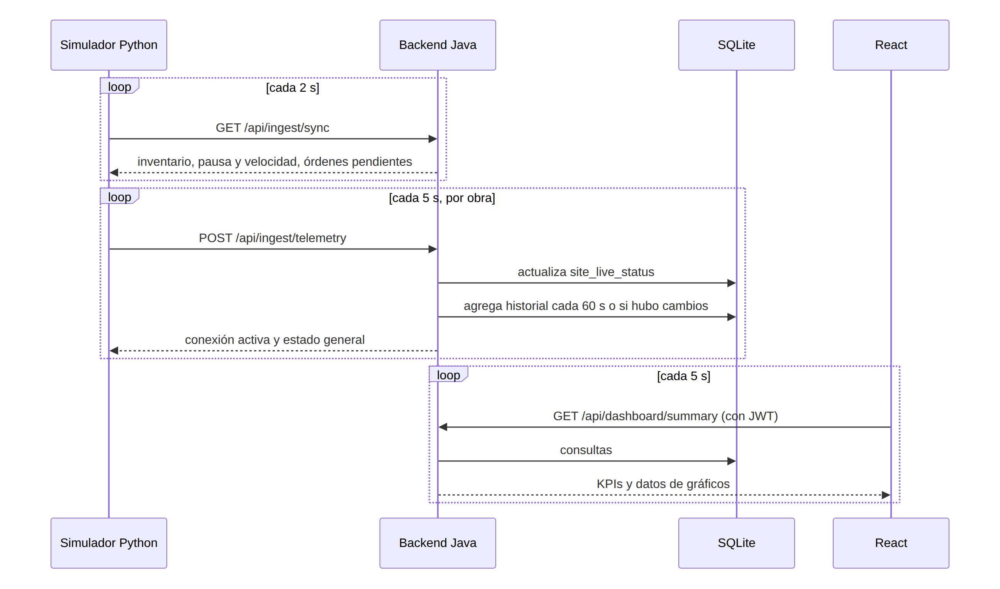 Simulador Python
Backend Java
SQLite
React
loop
[cada 2 s]
GET /api/ingest/sync
inventario, pausa y velocidad, órdenes pendientes
loop
[cada 5 s, por obra]
POST /api/ingest/telemetry
actualiza site_live_status
agrega historial cada 60 s o si hubo cambios
conexión activa y estado general
loop
[cada 5 s]
GET /api/dashboard/summary (con JWT)
consultas
KPIs y datos de gráficos
Simulador Python
Backend Java
SQLite
React